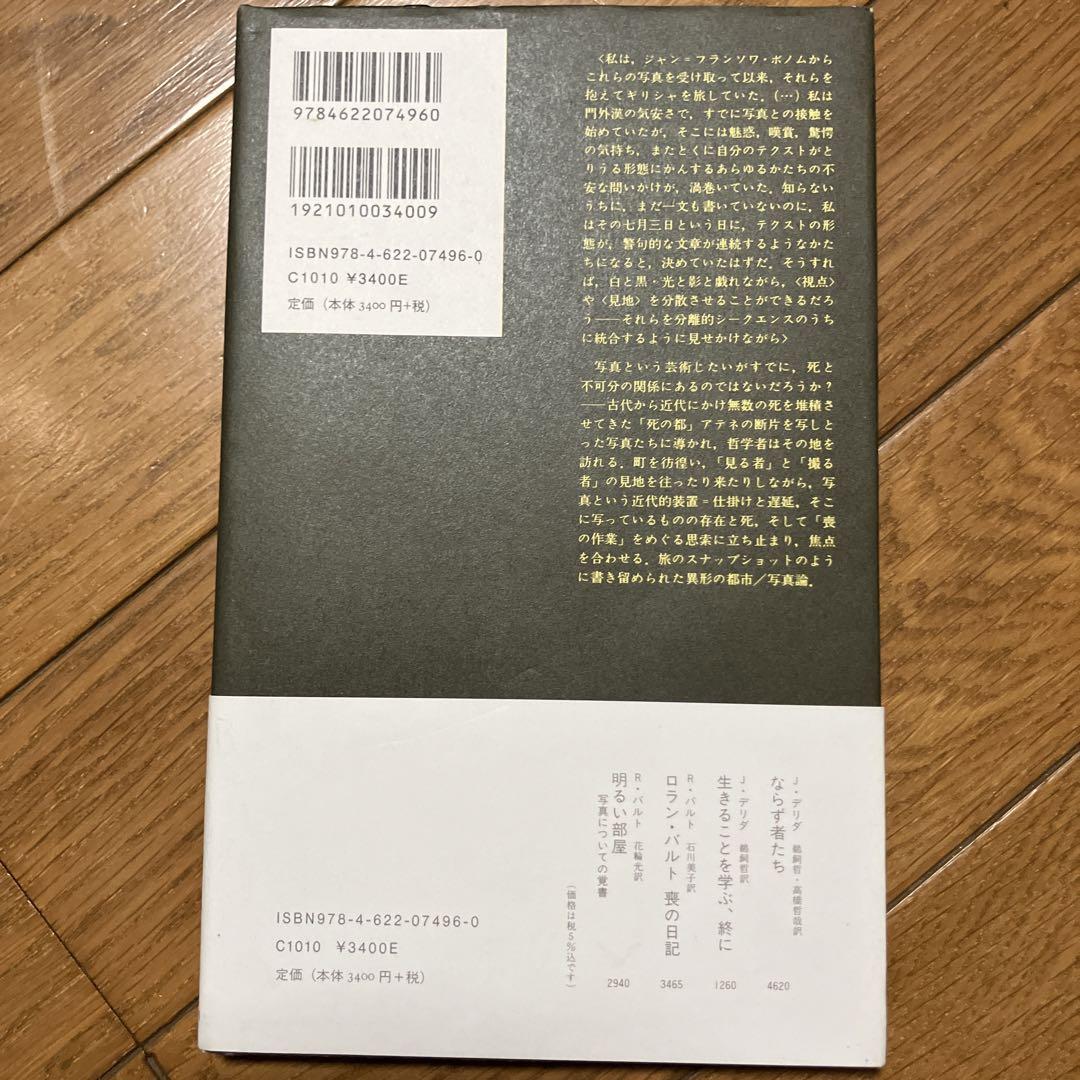 9784622074960
1921010034009
ISBN978-4-622-07496-0
C1010 ¥3400E
定価（本体3400円+税）
〈私は，ジャン＝フランソワ・ボノムから
これらの写真を受け取って以来，それらを
抱えてギリシャを旅していた．(…) 私は
門外漢の気安さで，すでに写真との接触を
始めていたが，そこには魅惑，嘆賞，驚愕
の気持ち，またとくに自分のテクストがと
りうる形態にかんするあらゆるかたちの不
安な問いかけが，渦巻いていた．知らない
うちに，まだ一文も書いていないのに，私
はその七月三日という日に，テクストの形
態が，警句的な文章が連続するようなかた
ちになると，決めていたはずだ．そうすれ
ば，白と黒・光と影と戯れながら，〈視点〉
や〈見地〉を分散させることができるだろ
う——それらを分離的シークエンスのうち
に統合するように見せかけながら〉
写真という芸術じたいがすでに，死と
不可分の関係にあるのではないだろうか？
——古代から近代にかけ無数の死を堆積さ
せてきた「死の都」アテネの断片を写しと
った写真たちに導かれ，哲学者はその地を
訪れる．町を彷徨い，「見る者」と「撮る
者」の見地を往ったり来たりしながら，写
真という近代的装置＝仕掛けと遅延，そこ
に写っているものの存在と死，そして「喪
の作業」をめぐる思索に立ち止まり，焦点
を合わせる．旅のスナップショットのよう
に書き留められた異形の都市／写真論．
J・デリダ 鵜飼哲・高橋哲哉訳
ならず者たち
4620
J・デリダ 鵜飼哲訳
生きることを学ぶ、終に
1260
R・バルト 石川美子訳
ロラン・バルト 喪の日記
3465
R・バルト 花輪光訳
明るい部屋
写真についての覚書
2940
（価格は税5％込です）
ISBN978-4-622-07496-0
C1010 ¥3400E
定価（本体3400円+税）